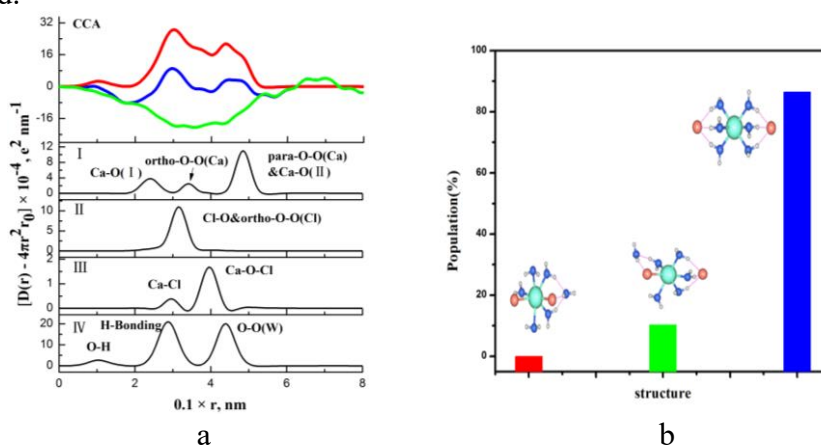 d.
CCA
32
16
0
-16
[D(r) - 4πr²r₀] × 10⁻⁴, e² nm⁻¹
Ⅰ
12
8
4
0
Ca-O(Ⅰ)
ortho-O-O(Ca)
para-O-O(Ca)
&Ca-O(Ⅱ)
Ⅱ
10
5
0
Cl-O&ortho-O-O(Cl)
Ⅲ
2
1
0
Ca-Cl
Ca-O-Cl
Ⅳ
20
10
0
O-H
H-Bonding
O-O(W)
0 2 4 6 8
0.1 × r, nm
a
100
80
60
40
20
0
Population(%)
structure
b